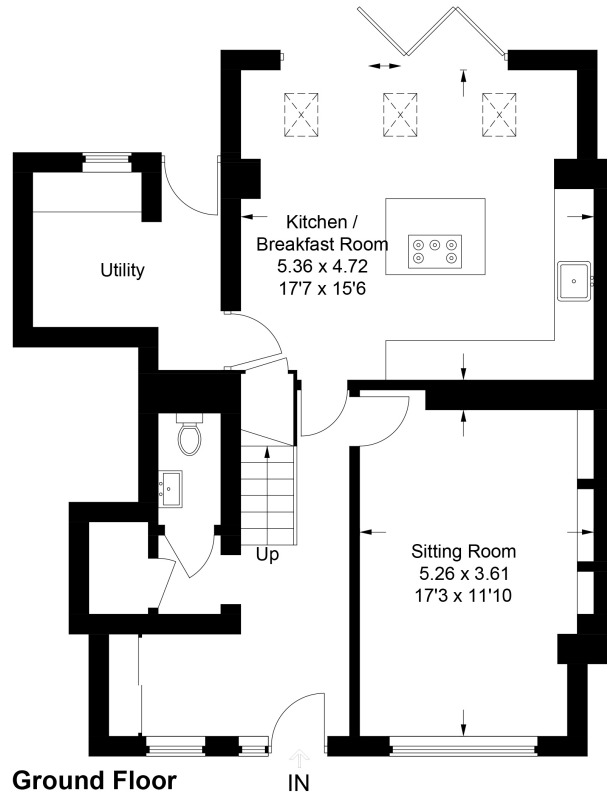 Kitchen /
Breakfast Room
5.36 x 4.72
17'7 x 15'6
Utility
Up
Sitting Room
5.26 x 3.61
17'3 x 11'10
Ground Floor
IN